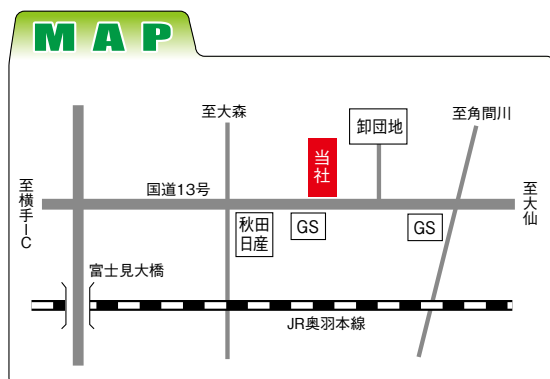 MAP
至大森
卸団地
至角間川
当社
至横手IC
国道13号
至大仙
秋田
日産
GS
GS
富士見大橋
JR奥羽本線